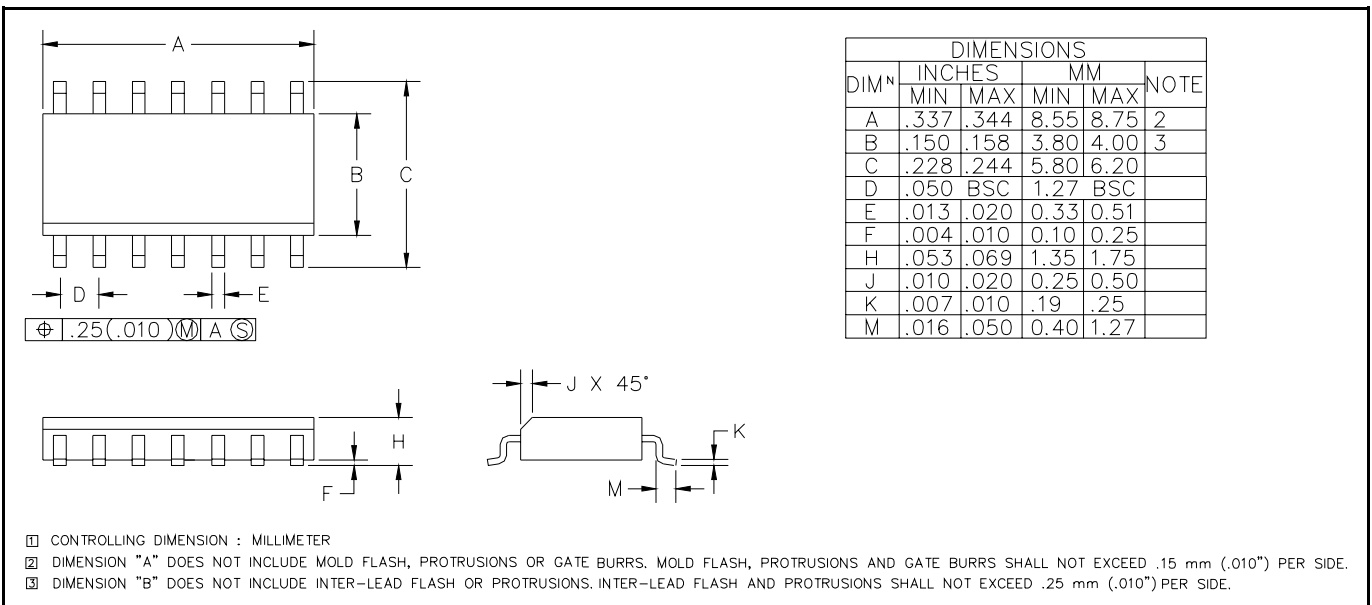 A
B
C
D
E
⌖ .25(.010)Ⓜ A Ⓢ
DIMENSIONS
DIMᴺ INCHES MM NOTE
MIN MAX MIN MAX
A .337 .344 8.55 8.75 2
B .150 .158 3.80 4.00 3
C .228 .244 5.80 6.20
D .050 BSC 1.27 BSC
E .013 .020 0.33 0.51
F .004 .010 0.10 0.25
H .053 .069 1.35 1.75
J .010 .020 0.25 0.50
K .007 .010 .19 .25
M .016 .050 0.40 1.27
H
F
J X 45°
K
M
1 CONTROLLING DIMENSION : MILLIMETER
2 DIMENSION "A" DOES NOT INCLUDE MOLD FLASH, PROTRUSIONS OR GATE BURRS. MOLD FLASH, PROTRUSIONS AND GATE BURRS SHALL NOT EXCEED .15 mm (.010") PER SIDE.
3 DIMENSION "B" DOES NOT INCLUDE INTER-LEAD FLASH OR PROTRUSIONS. INTER-LEAD FLASH AND PROTRUSIONS SHALL NOT EXCEED .25 mm (.010") PER SIDE.